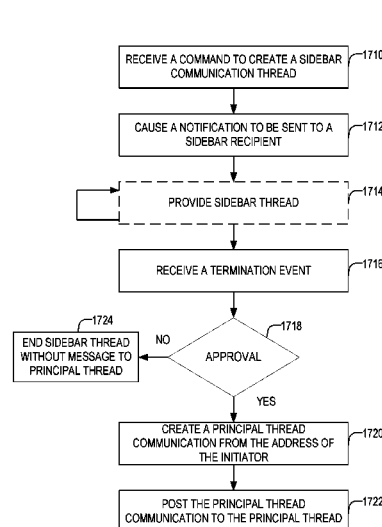 RECEIVE A COMMAND TO CREATE A SIDEBAR
COMMUNICATION THREAD
1710
CAUSE A NOTIFICATION TO BE SENT TO A
SIDEBAR RECIPIENT
1712
PROVIDE SIDEBAR THREAD
1714
RECEIVE A TERMINATION EVENT
1716
1718
APPROVAL
NO
1724
END SIDEBAR THREAD
WITHOUT MESSAGE TO
PRINCIPAL THREAD
YES
CREATE A PRINCIPAL THREAD
COMMUNICATION FROM THE ADDRESS OF
THE INITIATOR
1720
POST THE PRINCIPAL THREAD
COMMUNICATION TO THE PRINCIPAL THREAD
1722